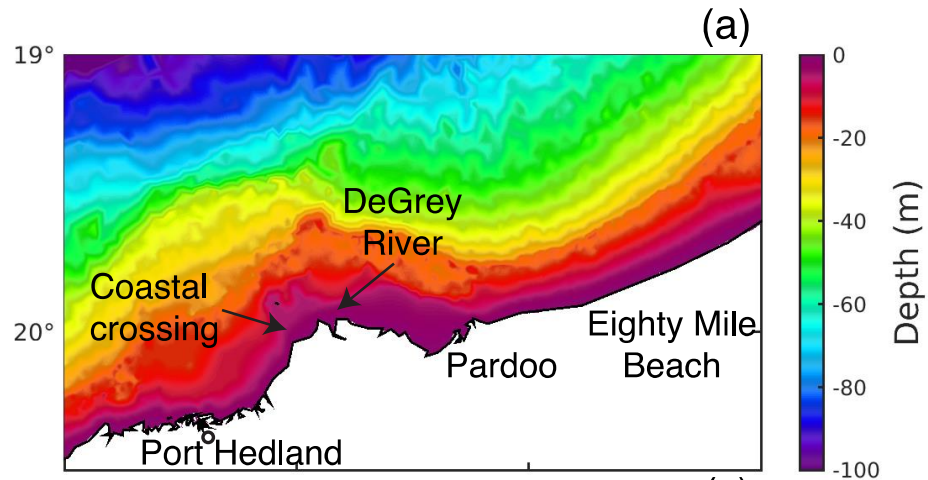 (a)
19°
0
-20
DeGrey
River
-40
Depth (m)
Coastal
crossing
-60
20°
Eighty Mile
Beach
Pardoo
-80
Port Hedland
-100